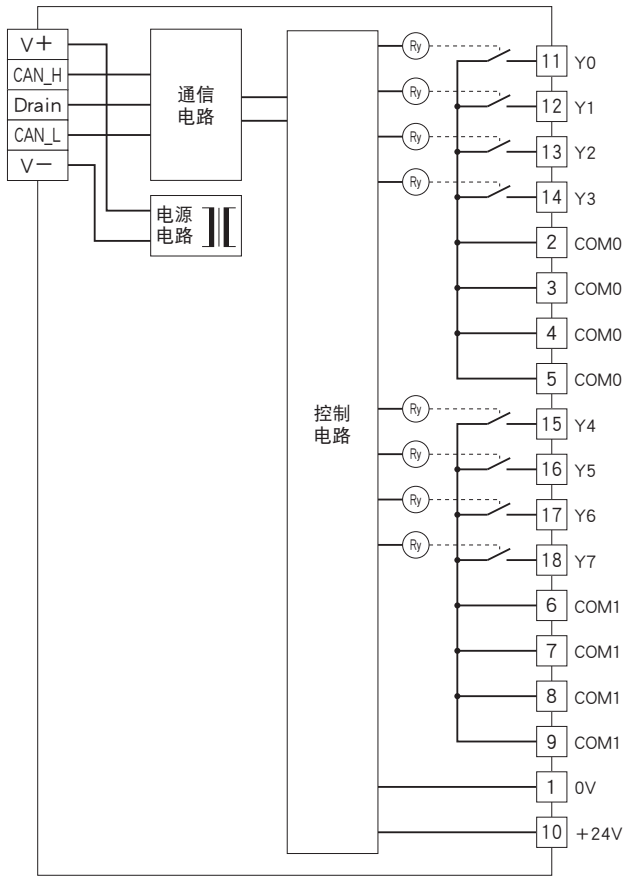 V+
CAN_H
Drain
CAN_L
V−
通信
电路
电源
电路
控制
电路
Ry
11 Y0
Ry
12 Y1
Ry
13 Y2
Ry
14 Y3
2 COM0
3 COM0
4 COM0
5 COM0
Ry
15 Y4
Ry
16 Y5
Ry
17 Y6
Ry
18 Y7
6 COM1
7 COM1
8 COM1
9 COM1
1 0V
10 +24V